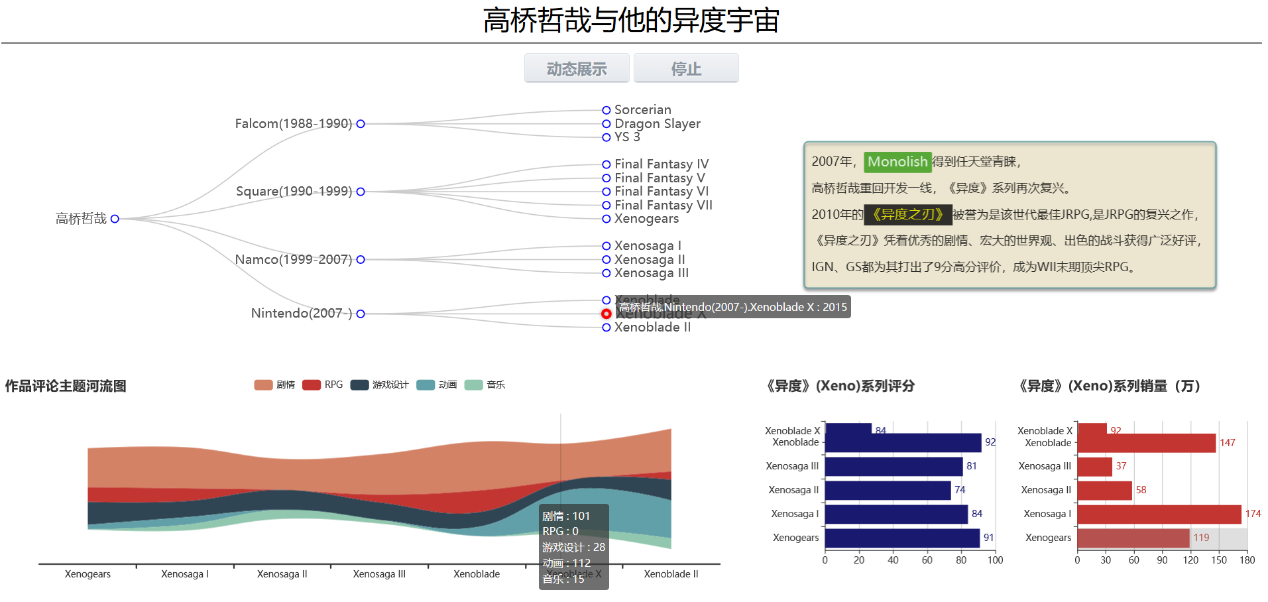 高桥哲哉与他的异度宇宙
动态展示 停止
Sorcerian
Falcom(1988-1990)
Dragon Slayer
YS 3
Final Fantasy IV
Final Fantasy V
Square(1990-1999)
Final Fantasy VI
Final Fantasy VII
高桥哲哉
Xenogears
Xenosaga I
Namco(1999-2007)
Xenosaga II
Xenosaga III
Xenoblade
Nintendo(2007-)
Xenoblade X
高桥哲哉.Nintendo(2007-).Xenoblade X : 2015
Xenoblade II
2007年，Monolish得到任天堂青睐，
高桥哲哉重回开发一线，《异度》系列再次复兴。
2010年的《异度之刃》被誉为是该世代最佳JRPG,是JRPG的复兴之作，
《异度之刃》凭着优秀的剧情、宏大的世界观、出色的战斗获得广泛好评，
IGN、GS都为其打出了9分高分评价，成为WII末期顶尖RPG。
作品评论主题河流图
剧情 RPG 游戏设计 动画 音乐
剧情 : 101
RPG : 0
游戏设计 : 28
动画 : 112
音乐 : 15
Xenogears Xenosaga I Xenosaga II Xenosaga III Xenoblade Xenoblade X Xenoblade II
《异度》(Xeno)系列评分
Xenoblade X 84
Xenoblade 92
Xenosaga III 81
Xenosaga II 74
Xenosaga I 84
Xenogears 91
0 20 40 60 80 100
《异度》(Xeno)系列销量（万）
Xenoblade X 92
Xenoblade 147
Xenosaga III 37
Xenosaga II 58
Xenosaga I 174
Xenogears 119
0 30 60 90 120 150 180